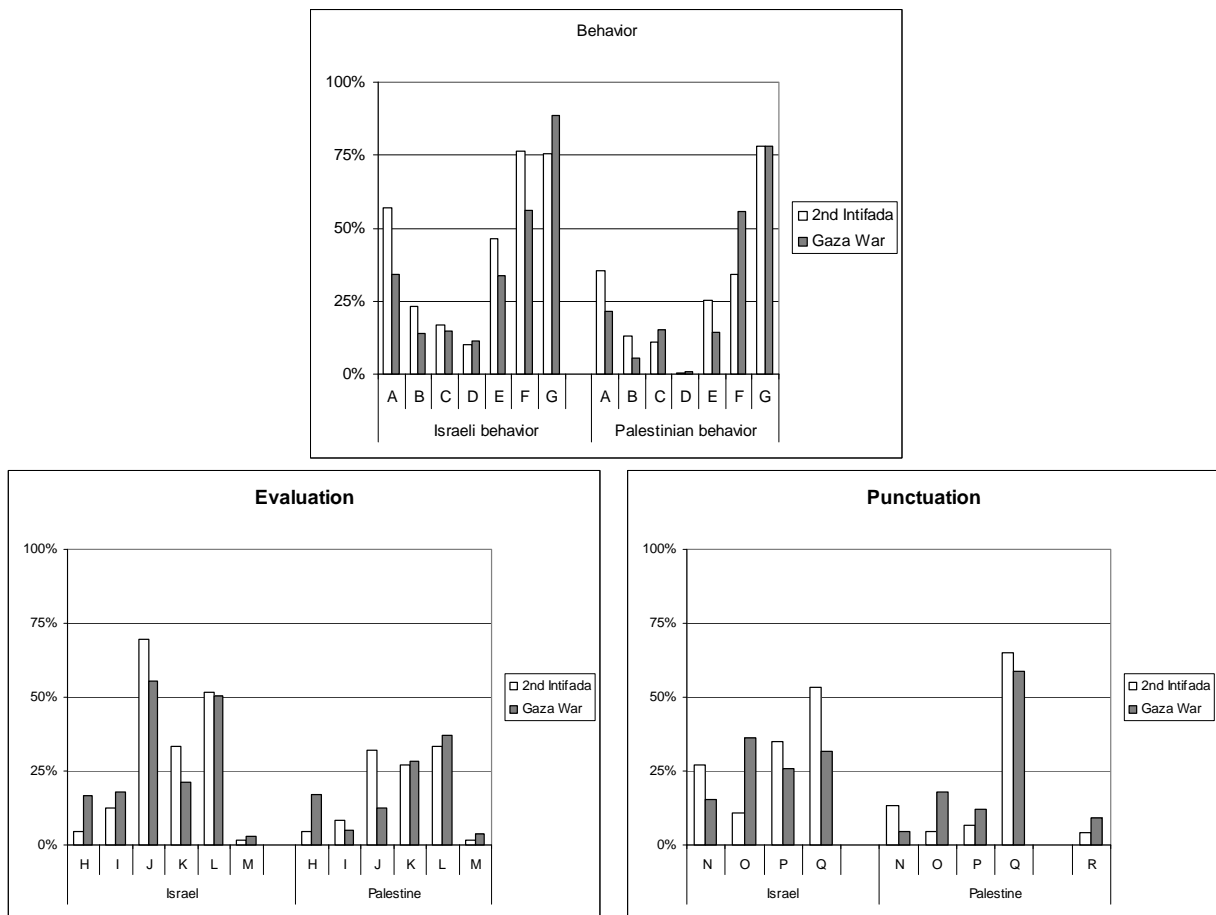 Behavior
100%
75%
50%
25%
0%
A B C D E F G A B C D E F G
Israeli behavior Palestinian behavior
2nd Intifada
Gaza War
Evaluation
100%
75%
50%
25%
0%
H I J K L M H I J K L M
Israel Palestine
2nd Intifada
Gaza War
Punctuation
100%
75%
50%
25%
0%
N O P Q N O P Q R
Israel Palestine
2nd Intifada
Gaza War